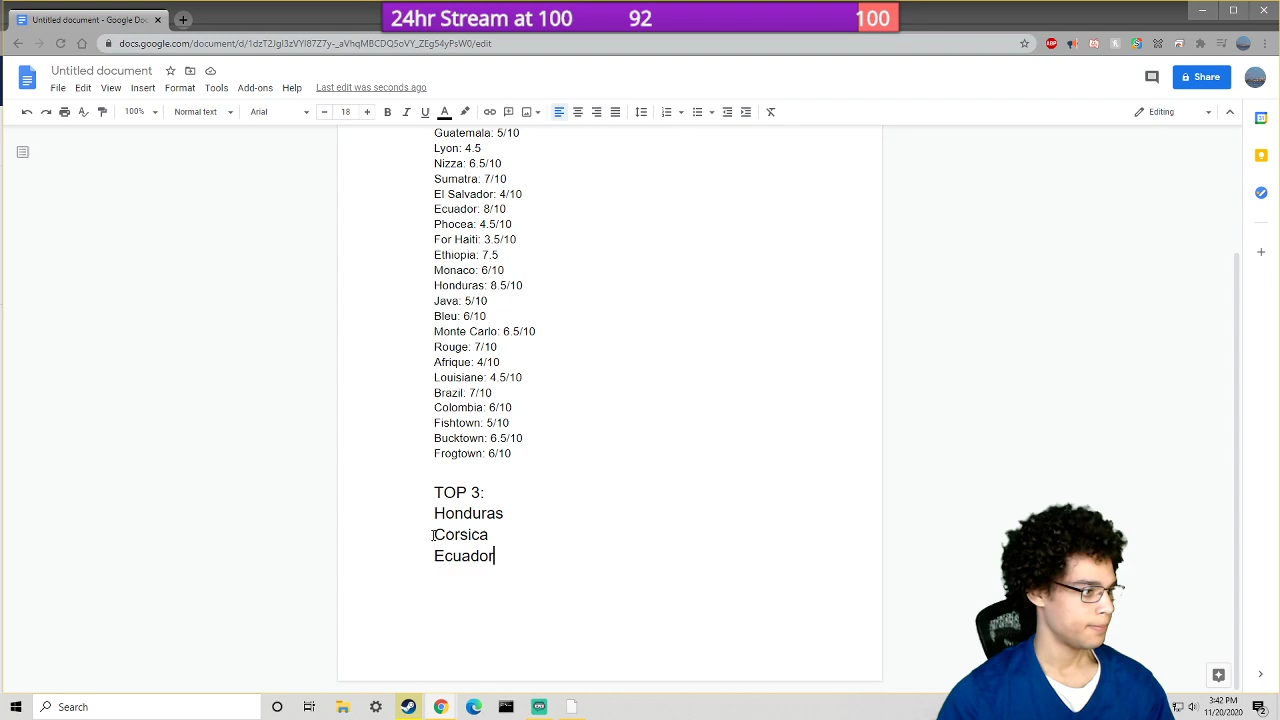 24hr Stream at 100 92 100
Untitled document - Google Doc
docs.google.com/document/d/1dzT2JgI3zVYI87Z7y-_aVhqMBCDQSoVY_ZEg54yPsW0/edit
Untitled document
File Edit View Insert Format Tools Add-ons Help Last edit was seconds ago
Share
100% Normal text Arial 18 Editing
Guatemala: 5/10
Lyon: 4.5
Nizza: 6.5/10
Sumatra: 7/10
El Salvador: 4/10
Ecuador: 8/10
Phocea: 4.5/10
For Haiti: 3.5/10
Ethiopia: 7.5
Monaco: 6/10
Honduras: 8.5/10
Java: 5/10
Bleu: 6/10
Monte Carlo: 6.5/10
Rouge: 7/10
Afrique: 4/10
Louisiane: 4.5/10
Brazil: 7/10
Colombia: 6/10
Fishtown: 5/10
Bucktown: 6.5/10
Frogtown: 6/10
TOP 3:
Honduras
Corsica
Ecuador
Search
3:42 PM
11/20/2020